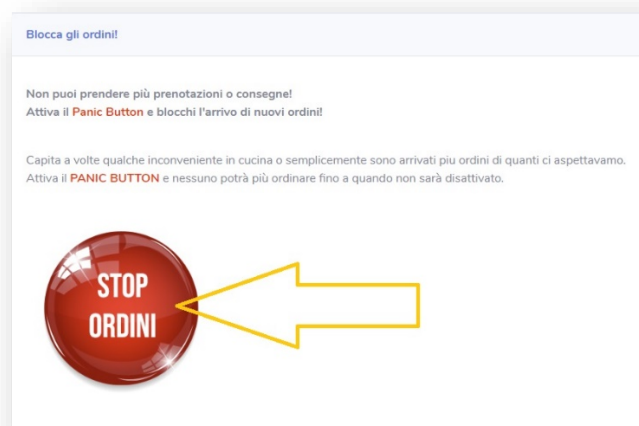 Blocca gli ordini!
Non puoi prendere più prenotazioni o consegne!
Attiva il Panic Button e blocchi l'arrivo di nuovi ordini!
Capita a volte qualche inconveniente in cucina o semplicemente sono arrivati piu ordini di quanti ci aspettavamo.
Attiva il PANIC BUTTON e nessuno potrà più ordinare fino a quando non sarà disattivato.
STOP
ORDINI